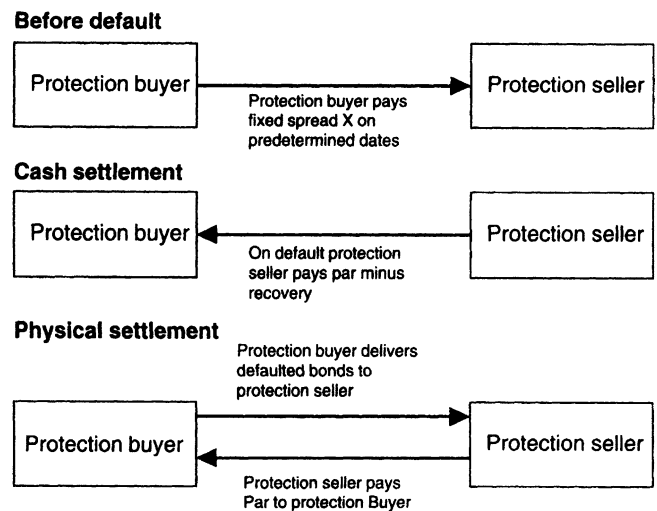 Before default
Protection buyer
Protection seller
Protection buyer pays
fixed spread X on
predetermined dates
Cash settlement
Protection buyer
Protection seller
On default protection
seller pays par minus
recovery
Physical settlement
Protection buyer delivers
defaulted bonds to
protection seller
Protection buyer
Protection seller
Protection seller pays
Par to protection Buyer